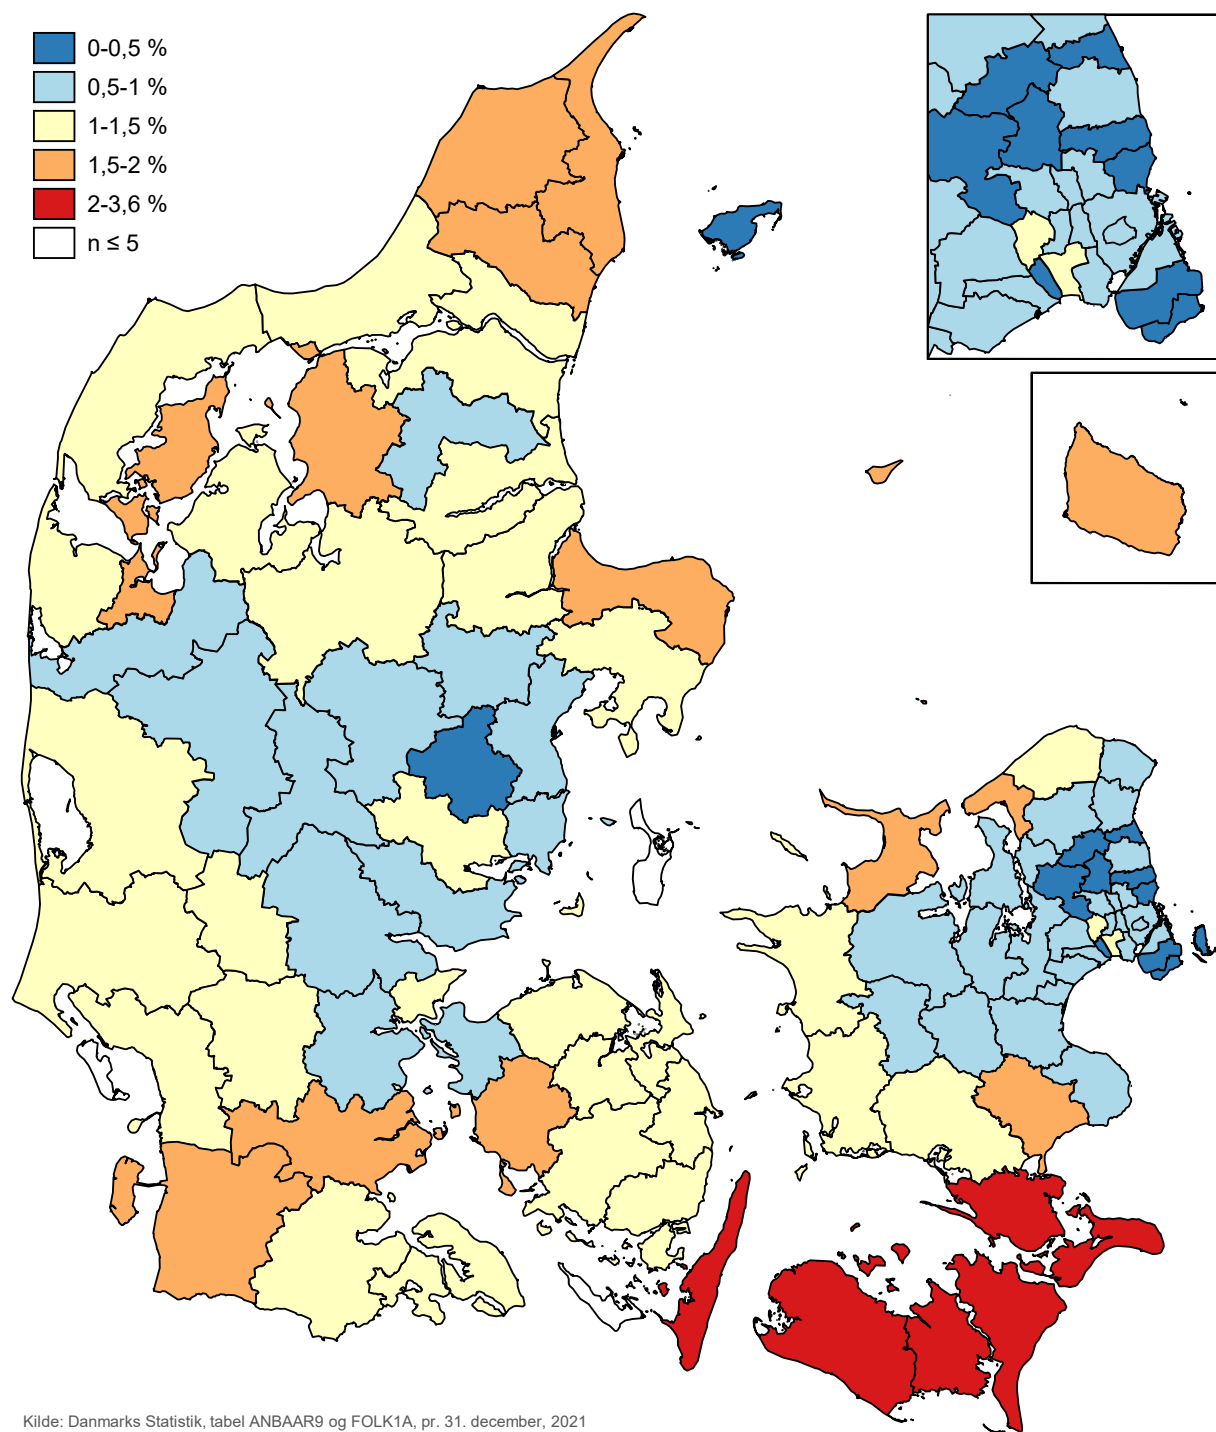 0-0,5 %
0,5-1 %
1-1,5 %
1,5-2 %
2-3,6 %
n ≤ 5
Kilde: Danmarks Statistik, tabel ANBAAR9 og FOLK1A, pr. 31. december, 2021